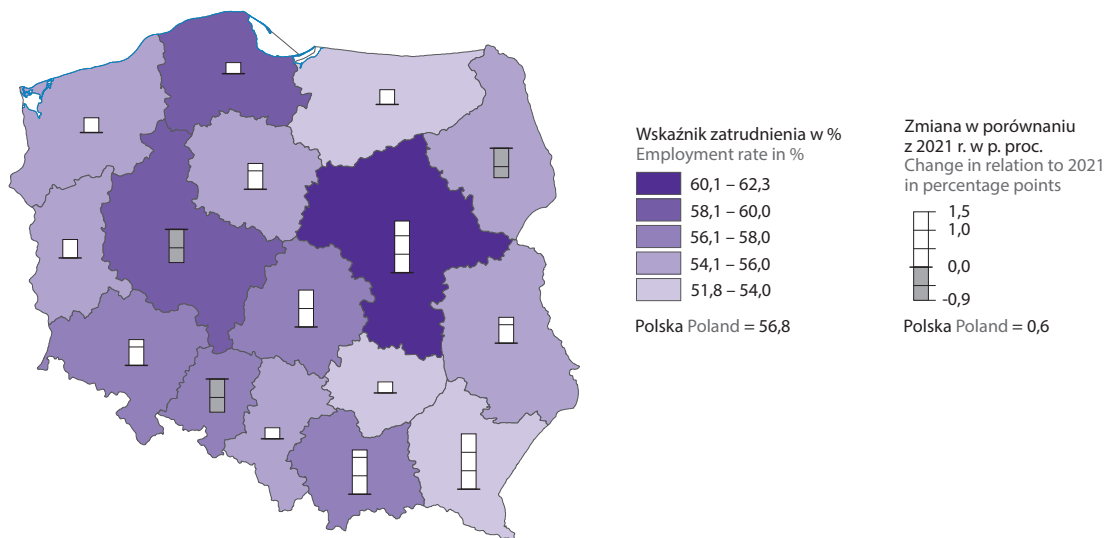 Wskaźnik zatrudnienia w %
Employment rate in %
60,1 – 62,3
58,1 – 60,0
56,1 – 58,0
54,1 – 56,0
51,8 – 54,0
Polska Poland = 56,8
Zmiana w porównaniu
z 2021 r. w p. proc.
Change in relation to 2021
in percentage points
1,5
1,0
0,0
-0,9
Polska Poland = 0,6